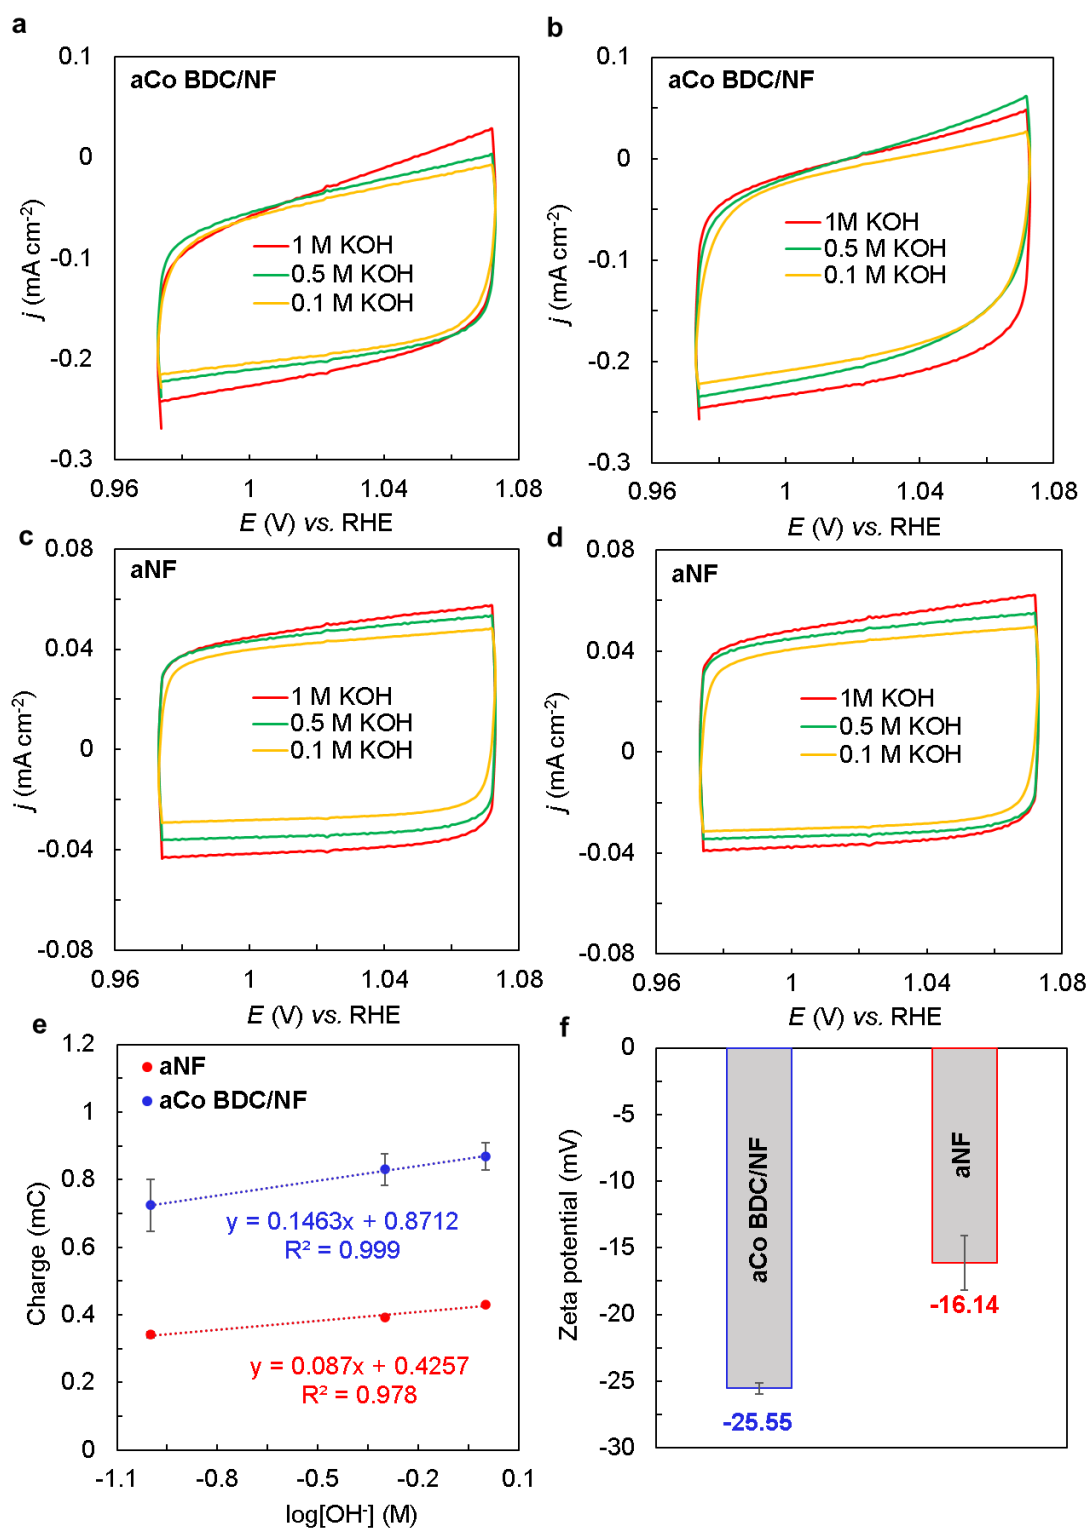 a
aCo BDC/NF
0.1
0
-0.1
-0.2
-0.3
j (mA cm⁻²)
1 M KOH
0.5 M KOH
0.1 M KOH
0.96
1
1.04
1.08
E (V) vs. RHE
b
aCo BDC/NF
0.1
0
-0.1
-0.2
-0.3
j (mA cm⁻²)
1M KOH
0.5 M KOH
0.1 M KOH
0.96
1
1.04
1.08
E (V) vs. RHE
c
aNF
0.08
0.04
0
-0.04
-0.08
j (mA cm⁻²)
1 M KOH
0.5 M KOH
0.1 M KOH
0.96
1
1.04
1.08
E (V) vs. RHE
d
aNF
0.08
0.04
0
-0.04
-0.08
j (mA cm⁻²)
1M KOH
0.5 M KOH
0.1 M KOH
0.96
1
1.04
1.08
E (V) vs. RHE
e
1.2
1
0.8
0.6
0.4
0.2
0
Charge (mC)
aNF
aCo BDC/NF
y = 0.1463x + 0.8712
R² = 0.999
y = 0.087x + 0.4257
R² = 0.978
-1.1
-0.8
-0.5
-0.2
0.1
log[OH⁻] (M)
f
0
-5
-10
-15
-20
-25
-30
Zeta potential (mV)
aCo BDC/NF
aNF
-25.55
-16.14